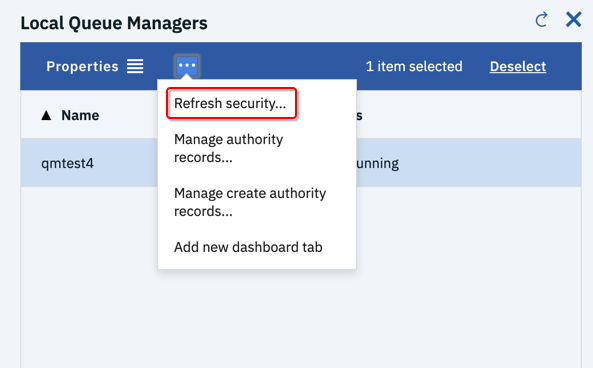 Local Queue Managers
Properties
1 item selected
Deselect
Refresh security...
▲ Name
s
Manage authority
records...
qmtest4
unning
Manage create authority
records...
Add new dashboard tab